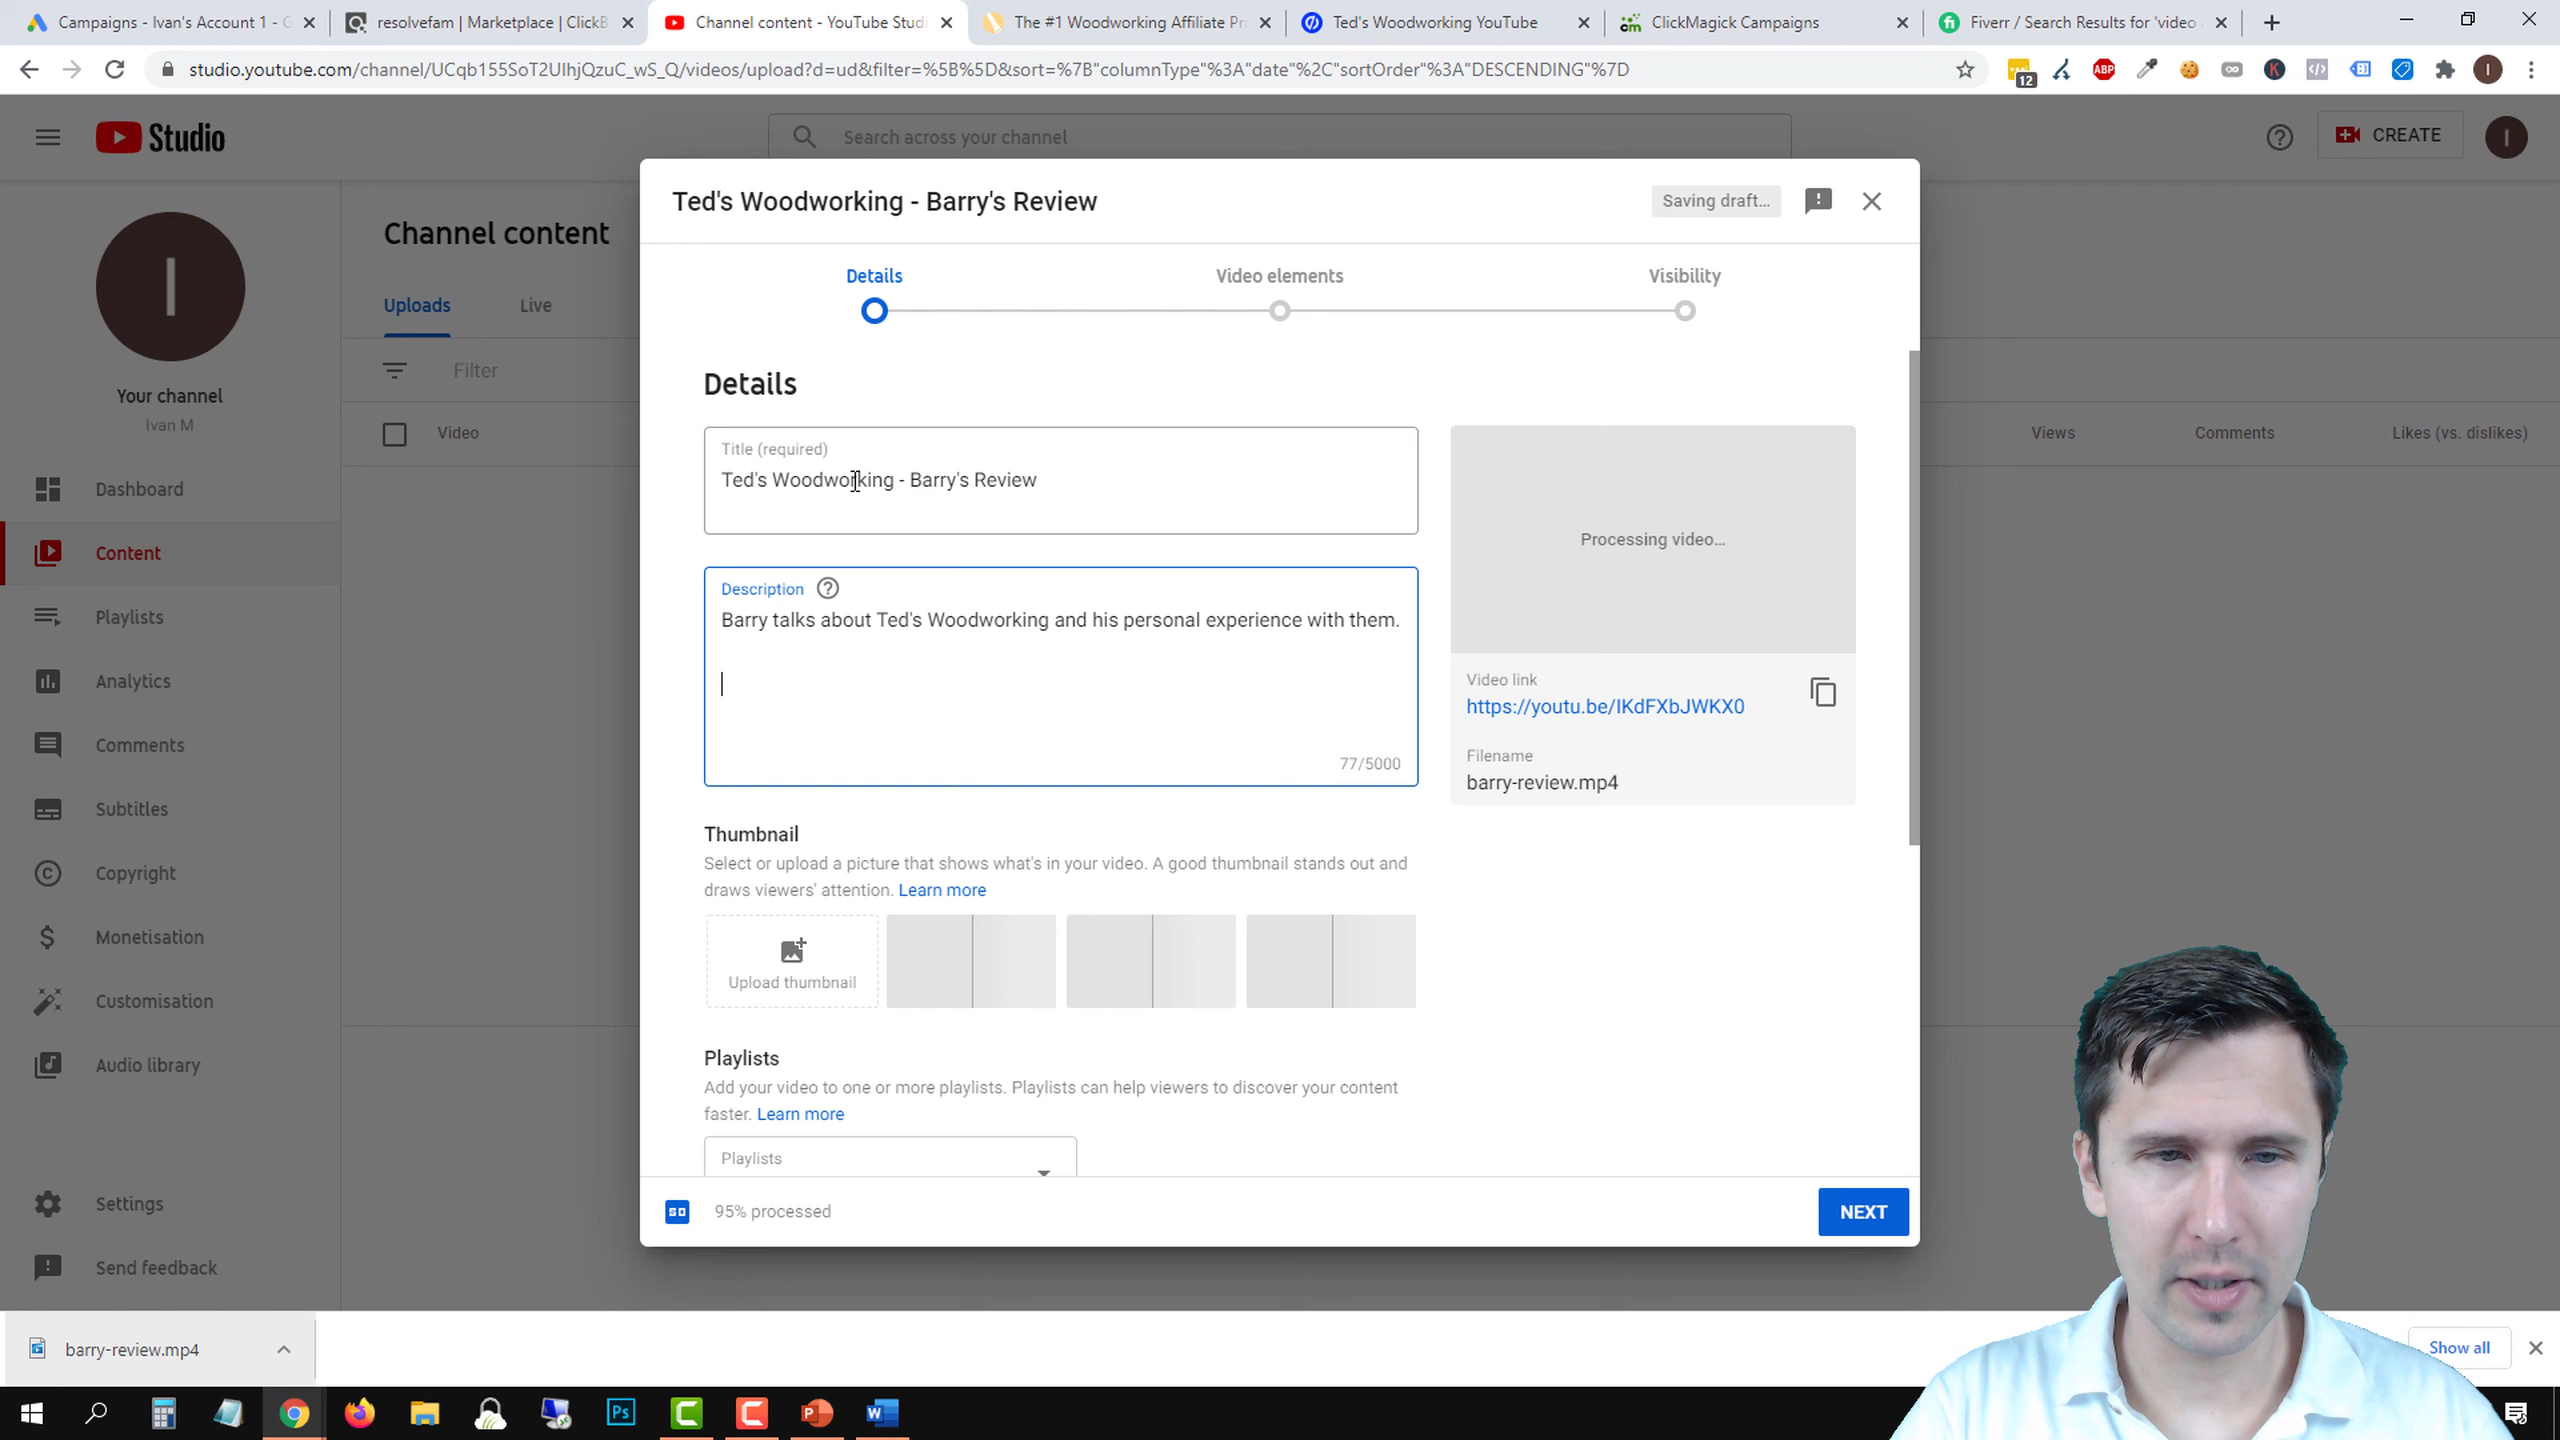 Campaigns - Ivan's Account 1 - G
resolvefam | Marketplace | ClickB
Channel content - YouTube Studi
The #1 Woodworking Affiliate Pr
Ted's Woodworking YouTube
ClickMagick Campaigns
Fiverr / Search Results for 'video
studio.youtube.com/channel/UCqb155SoT2UIhjQzuC_wS_Q/videos/upload?d=ud&filter=%5B%5D&sort=%7B"columnType"%3A"date"%2C"sortOrder"%3A"DESCENDING"%7D
12
ABP
K
I
Studio
Search across your channel
CREATE
I
I
Your channel
Ivan M
Dashboard
Content
Playlists
Analytics
Comments
Subtitles
Copyright
Monetisation
Customisation
Audio library
Settings
Send feedback
Channel content
Uploads
Live
Filter
Video
Views
Comments
Likes (vs. dislikes)
Ted's Woodworking - Barry's Review
Saving draft...
Details
Video elements
Visibility
Details
Title (required)
Ted's Woodworking - Barry's Review
Description
Barry talks about Ted's Woodworking and his personal experience with them.
77/5000
Processing video...
Video link
https://youtu.be/IKdFXbJWKX0
Filename
barry-review.mp4
Thumbnail
Select or upload a picture that shows what's in your video. A good thumbnail stands out and
draws viewers' attention. Learn more
Upload thumbnail
Playlists
Add your video to one or more playlists. Playlists can help viewers to discover your content
faster. Learn more
Playlists
SD
95% processed
NEXT
barry-review.mp4
Show all
Ps
C
C
P
W